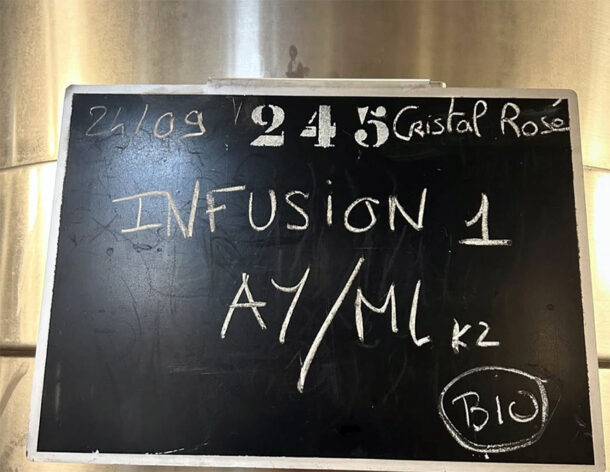 24/09 245 Cristal Rosé
INFUSION 1
AY/ML K2
BIO